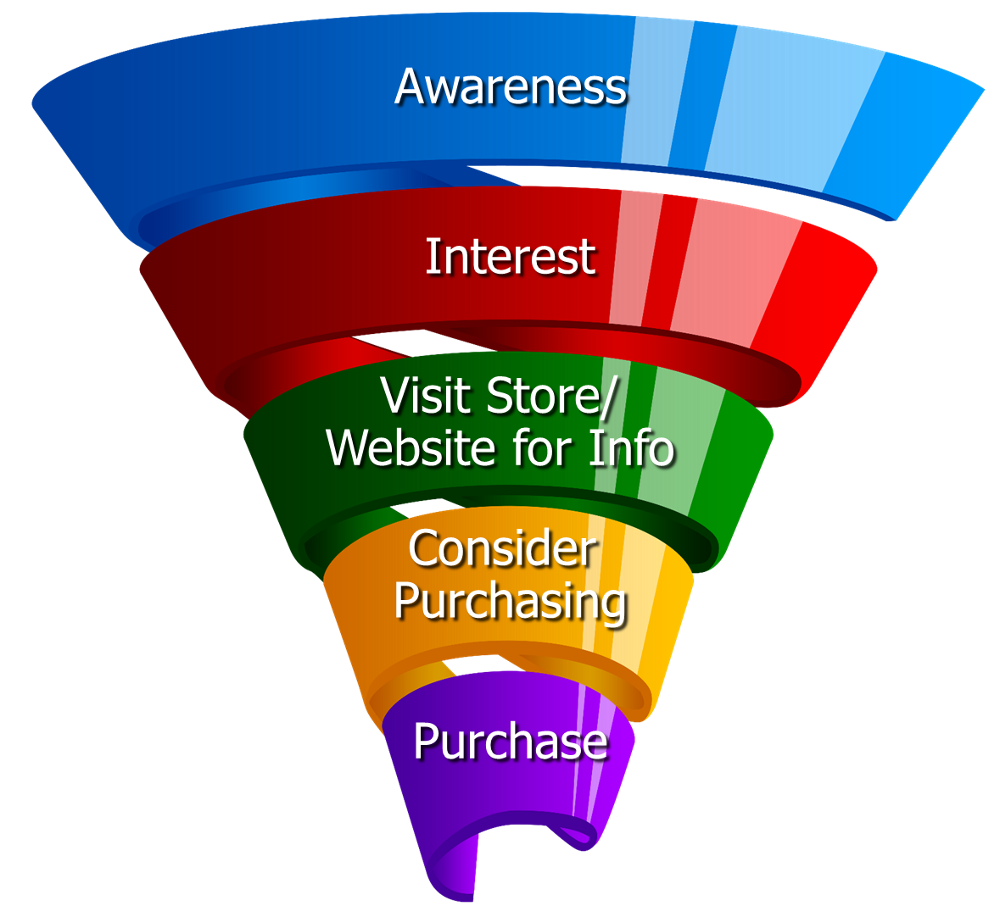 Awareness
Interest
Visit Store/
Website for Info
Consider
Purchasing
Purchase